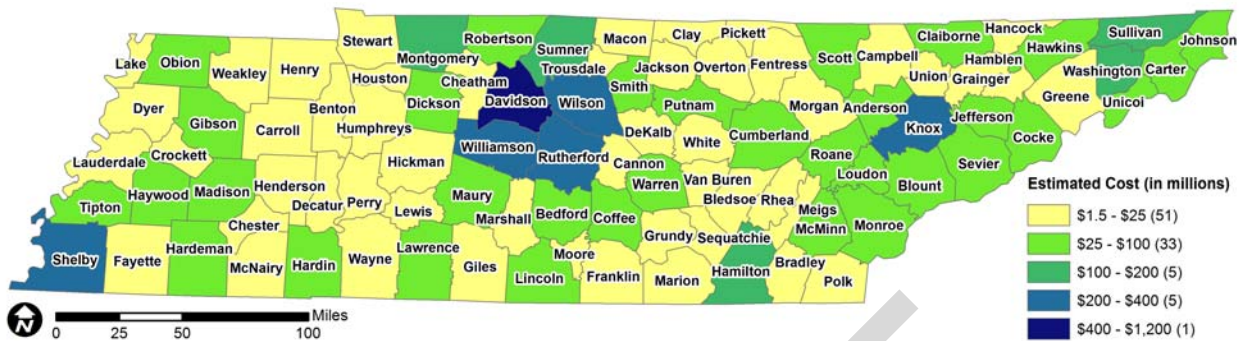 Stewart
Montgomery
Robertson
Sumner
Macon
Clay
Pickett
Scott
Campbell
Claiborne
Hancock
Hawkins
Sullivan
Johnson
Lake
Obion
Weakley
Henry
Houston
Cheatham
Trousdale
Jackson
Overton
Fentress
Union
Grainger
Hamblen
Washington
Carter
Dyer
Gibson
Benton
Dickson
Davidson
Wilson
Smith
Putnam
Morgan
Anderson
Knox
Jefferson
Greene
Unicoi
Carroll
Humphreys
Crockett
Lauderdale
Hickman
Williamson
Rutherford
DeKalb
White
Cumberland
Roane
Loudon
Cocke
Sevier
Blount
Tipton
Haywood
Madison
Henderson
Decatur
Perry
Lewis
Maury
Cannon
Warren
Van Buren
Bledsoe
Rhea
Meigs
McMinn
Monroe
Shelby
Fayette
Hardeman
Chester
McNairy
Hardin
Wayne
Lawrence
Giles
Marshall
Bedford
Coffee
Moore
Lincoln
Franklin
Grundy
Sequatchie
Marion
Hamilton
Bradley
Polk
Estimated Cost (in millions)
$1.5 - $25 (51)
$25 - $100 (33)
$100 - $200 (5)
$200 - $400 (5)
$400 - $1,200 (1)
N
Miles
0 25 50 100